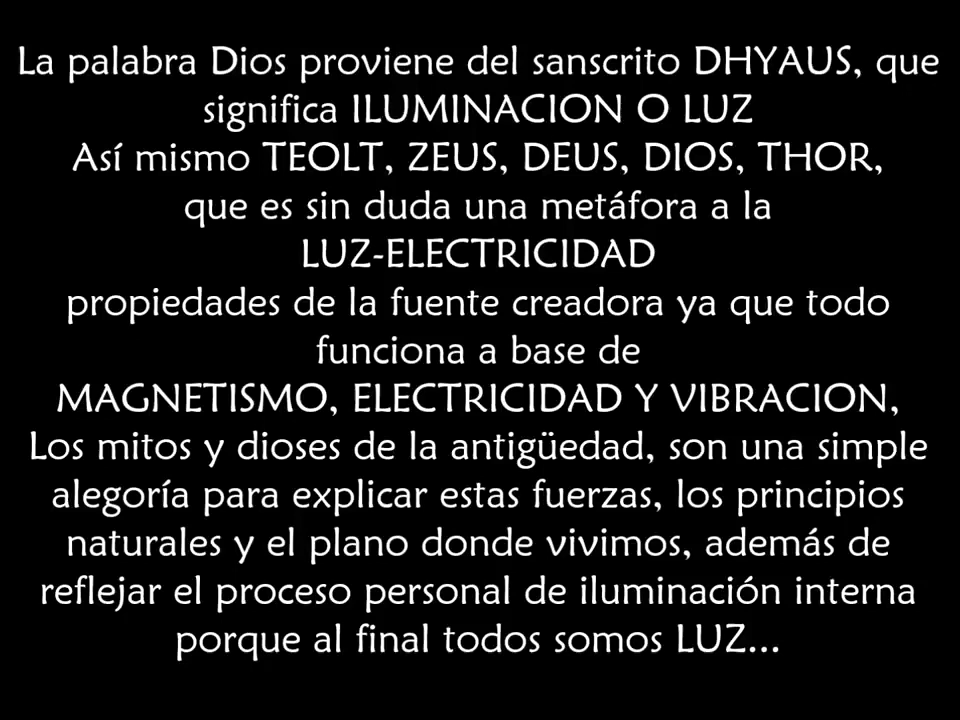 La palabra Dios proviene del sanscrito DHYAUS, que
significa ILUMINACION O LUZ
Así mismo TEOLT, ZEUS, DEUS, DIOS, THOR,
que es sin duda una metáfora a la
LUZ-ELECTRICIDAD
propiedades de la fuente creadora ya que todo
funciona a base de
MAGNETISMO, ELECTRICIDAD Y VIBRACION,
Los mitos y dioses de la antigüedad, son una simple
alegoría para explicar estas fuerzas, los principios
naturales y el plano donde vivimos, además de
reflejar el proceso personal de iluminación interna
porque al final todos somos LUZ...